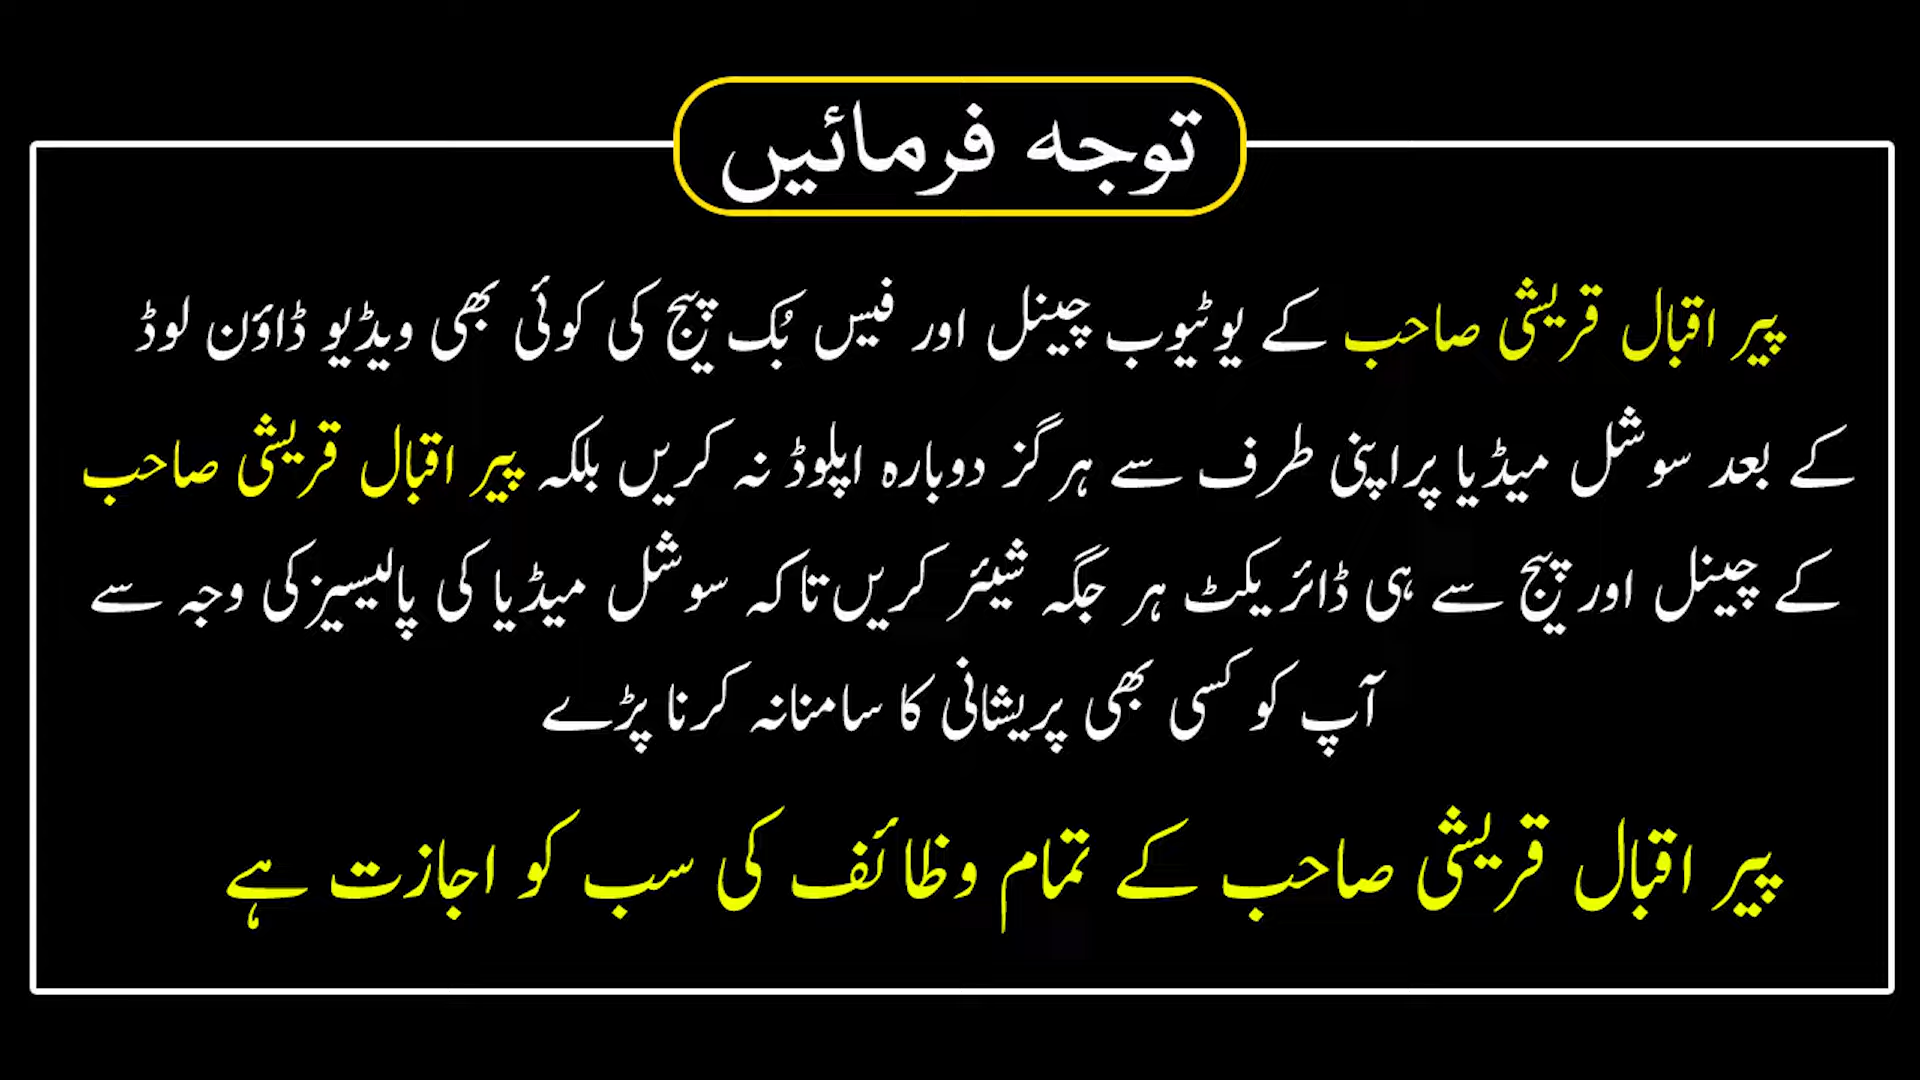 توجہ فرمائیں
پیر اقبال قریشی صاحب کے یوٹیوب چینل اور فیس بُک پیج کی کوئی بھی ویڈیو ڈاؤن لوڈ
کے بعد سوشل میڈیا پر اپنی طرف سے ہرگز دوبارہ اپلوڈ نہ کریں بلکہ پیر اقبال قریشی صاحب
کے چینل اور پیج سے ہی ڈائریکٹ ہر جگہ شیئر کریں تاکہ سوشل میڈیا کی پالیسیز کی وجہ سے
آپ کو کسی بھی پریشانی کا سامنانہ کرنا پڑے
پیر اقبال قریشی صاحب کے تمام وظائف کی سب کو اجازت ہے